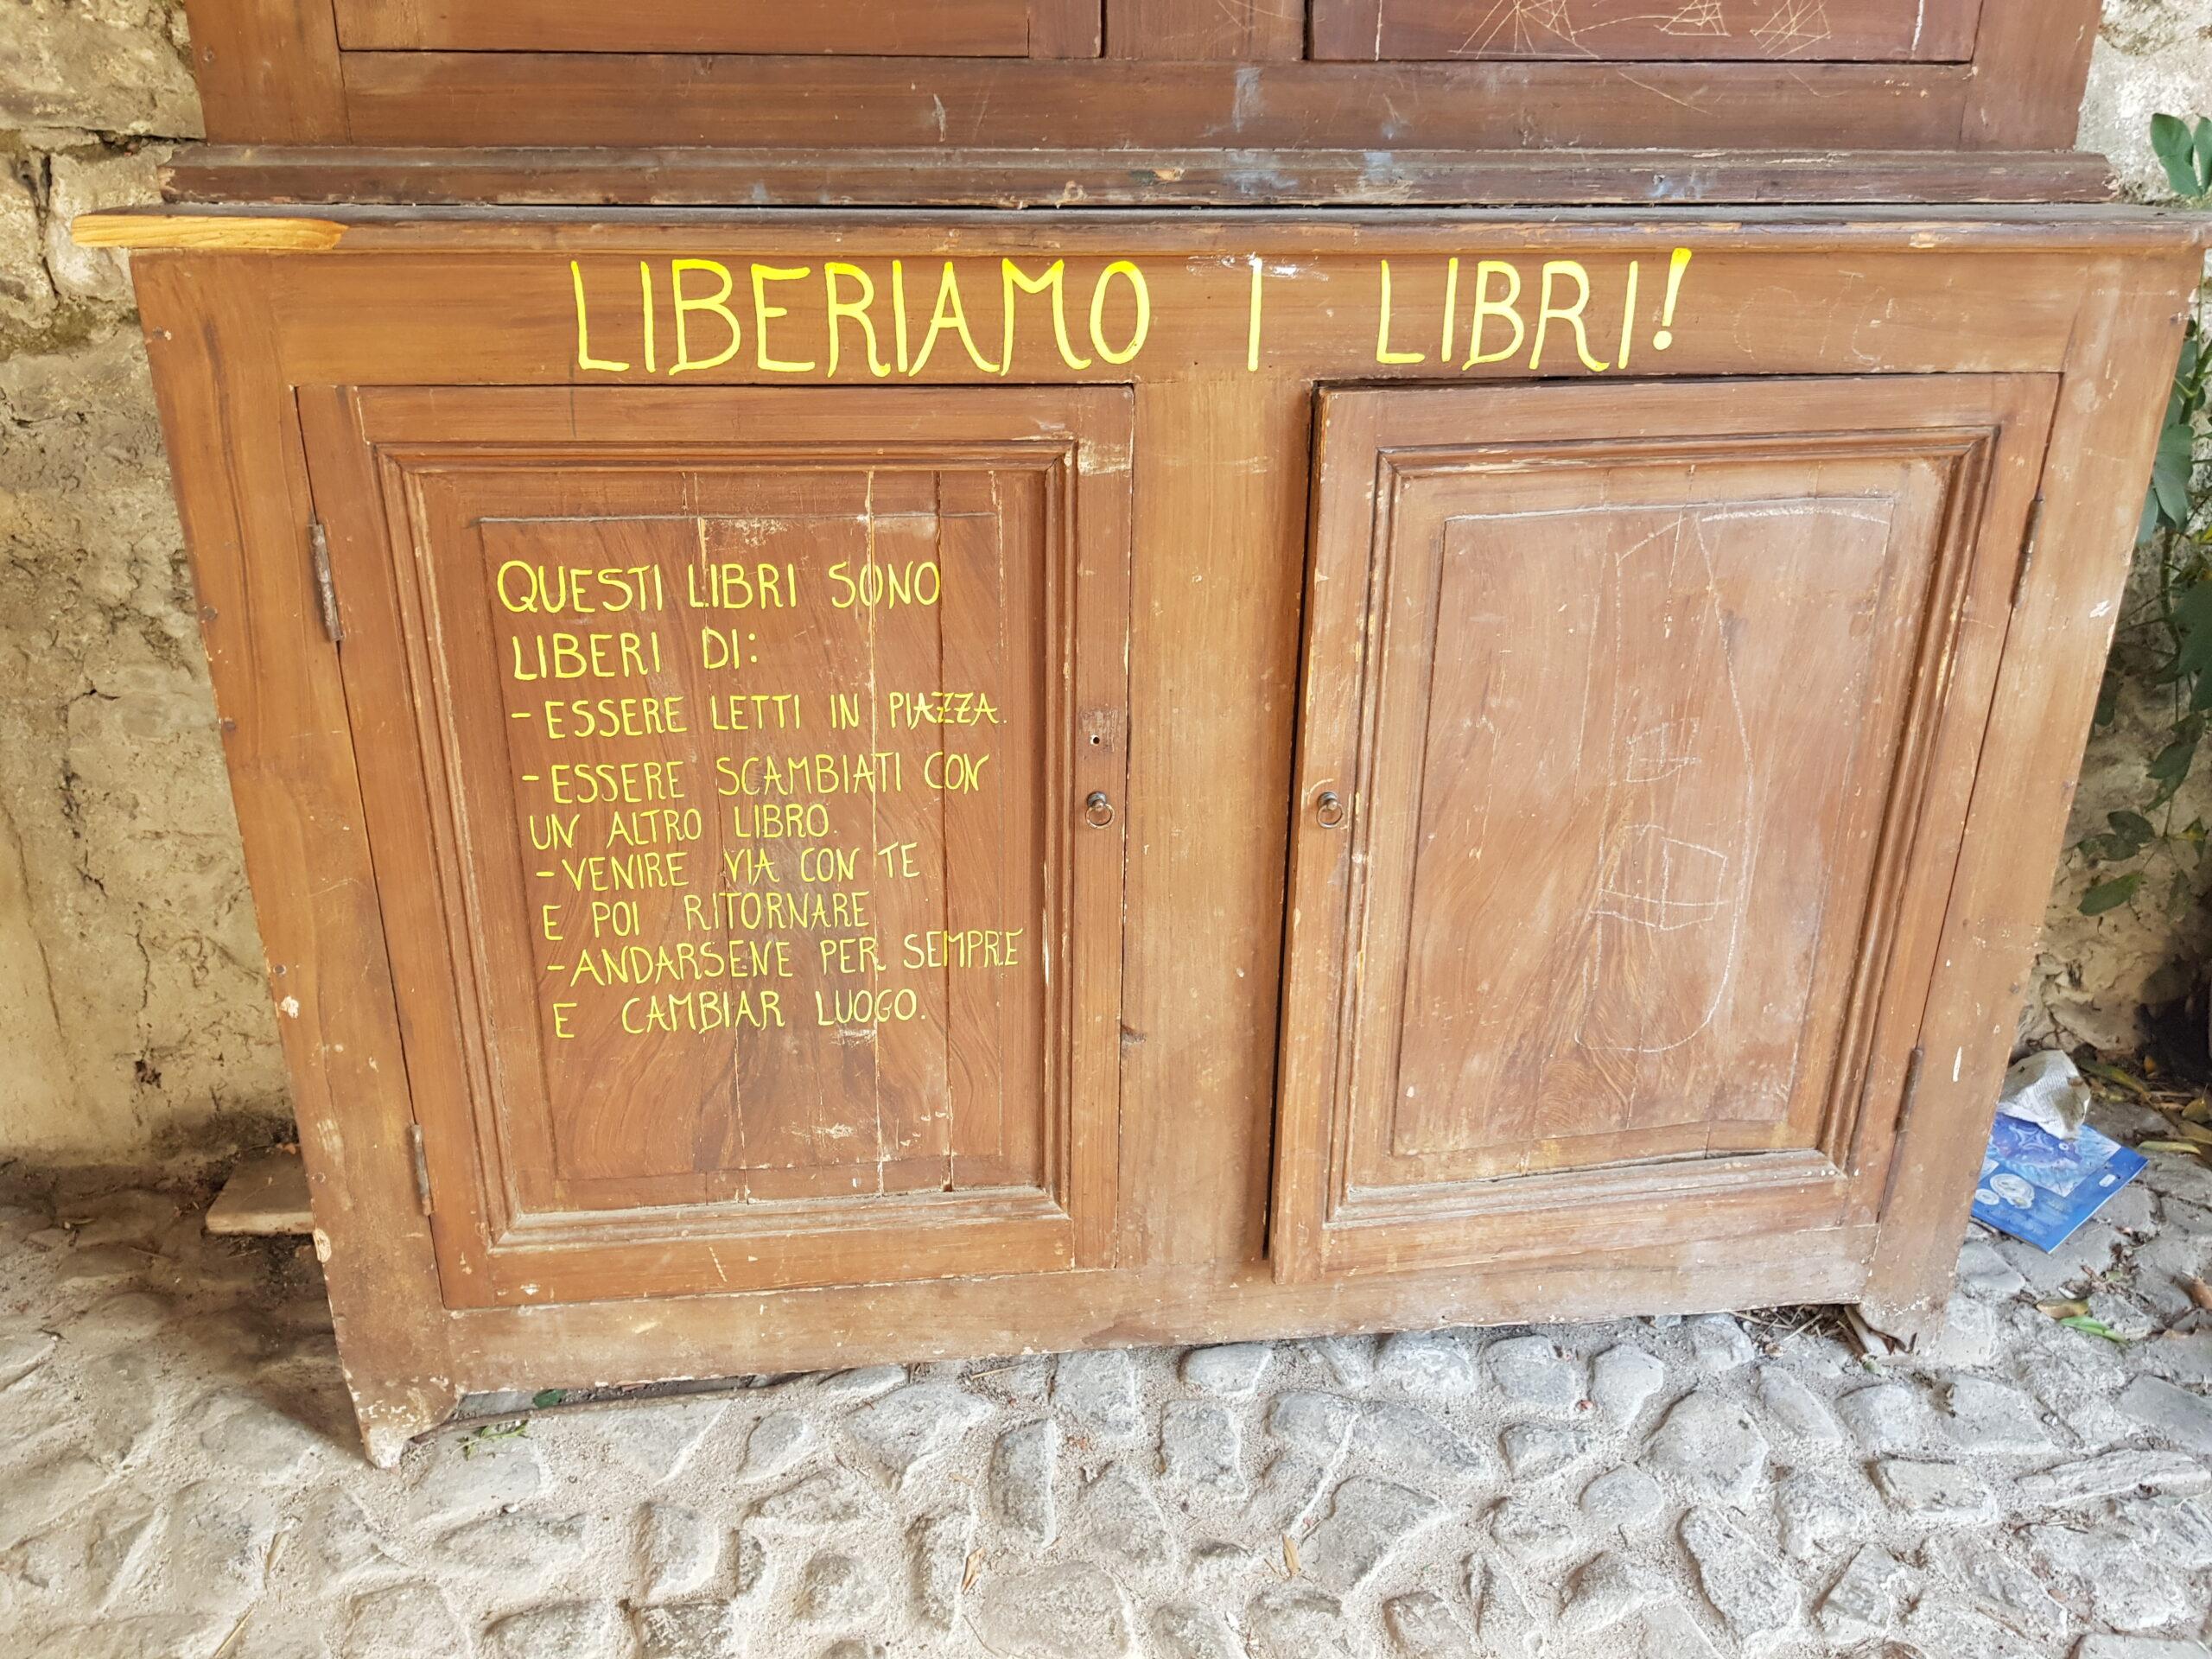 LIBERIAMO I LIBRI!
QUESTI LIBRI SONO
LIBERI DI:
-ESSERE LETTI IN PIAZZA.
-ESSERE SCAMBIATI CON
UN ALTRO LIBRO.
-VENIRE VIA CON TE
E POI RITORNARE
-ANDARSENE PER SEMPRE
E CAMBIAR LUOGO.